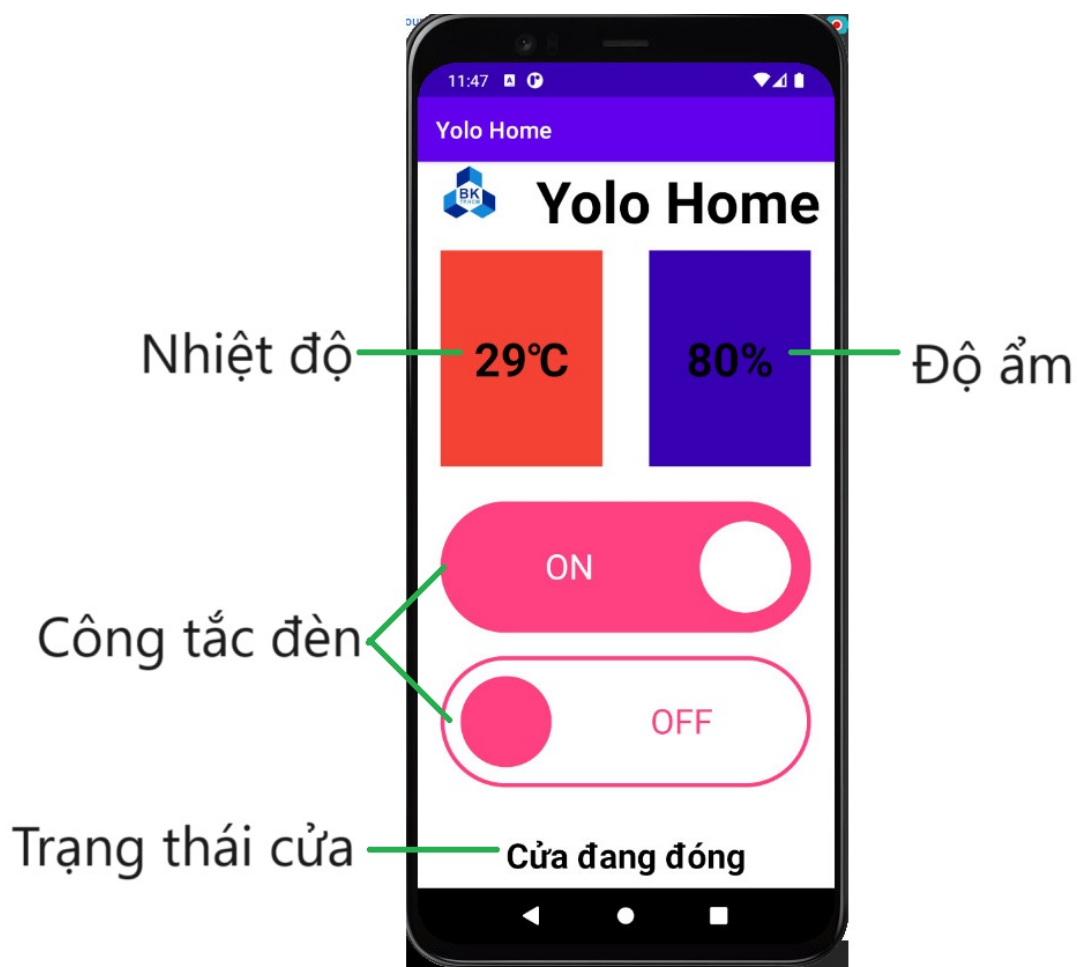 11:47
Yolo Home
BK
Yolo Home
Nhiệt độ
29°C
80%
Độ ẩm
ON
Công tắc đèn
OFF
Trạng thái cửa
Cửa đang đóng